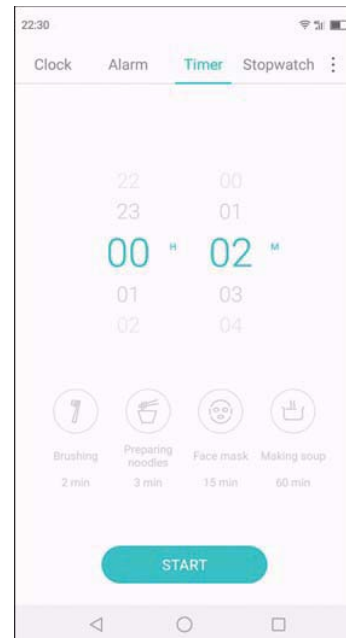 22:30
Clock Alarm Timer Stopwatch
22 00
23 01
00 H 02 M
01 03
02 04
Brushing Preparing noodles Face mask Making soup
2 min 3 min 15 min 60 min
START